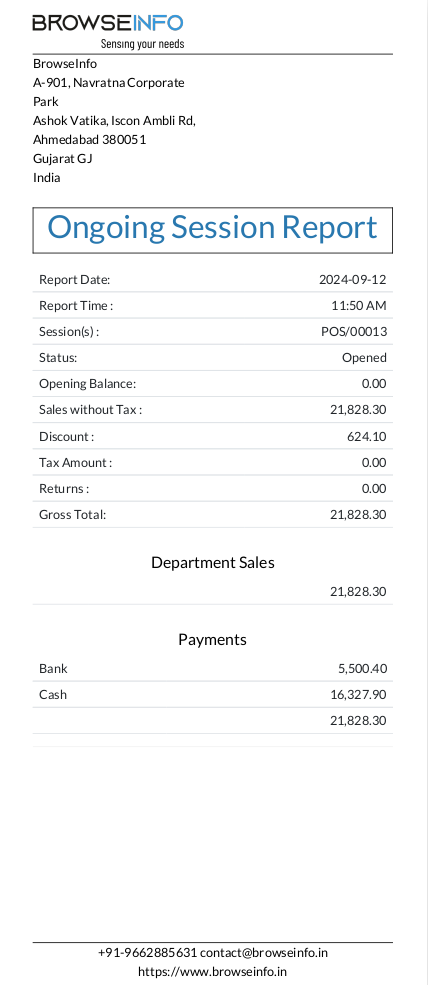 BROWSEINFO
Sensing your needs
BrowseInfo
A-901, Navratna Corporate
Park
Ashok Vatika, Iscon Ambli Rd,
Ahmedabad 380051
Gujarat GJ
India
Ongoing Session Report
Report Date: 2024-09-12
Report Time : 11:50 AM
Session(s) : POS/00013
Status: Opened
Opening Balance: 0.00
Sales without Tax : 21,828.30
Discount : 624.10
Tax Amount : 0.00
Returns : 0.00
Gross Total: 21,828.30
Department Sales
21,828.30
Payments
Bank 5,500.40
Cash 16,327.90
21,828.30
+91-9662885631 contact@browseinfo.in
https://www.browseinfo.in